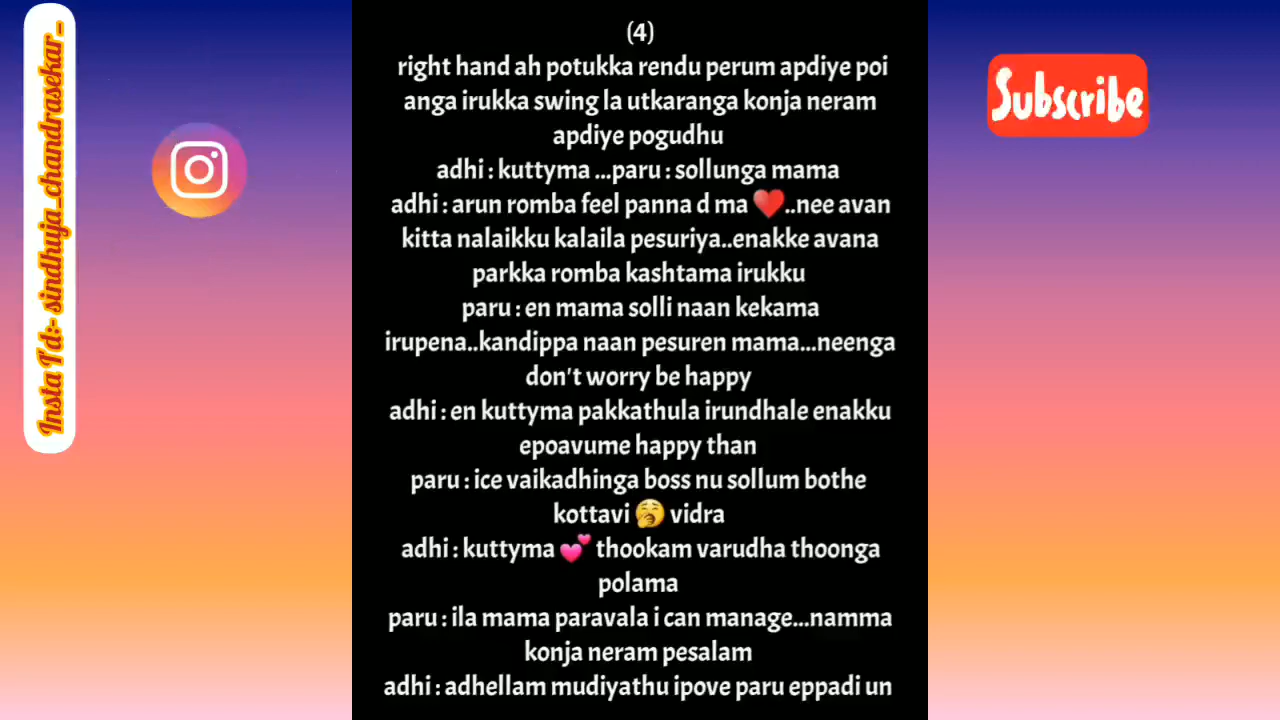 Insta I'd:- sindhuja_chandrasekar_
(4)
right hand ah potukka rendu perum apdiye poi
anga irukka swing la utkaranga konja neram
apdiye pogudhu
adhi : kuttyma ...paru : sollunga mama
adhi : arun romba feel panna d ma ❤️..nee avan
kitta nalaikku kalaila pesuriya..enakke avana
parkka romba kashtama irukku
paru : en mama solli naan kekama
irupena..kandippa naan pesuren mama...neenga
don't worry be happy
adhi : en kuttyma pakkathula irundhale enakku
epoavume happy than
paru : ice vaikadhinga boss nu sollum bothe
kottavi 🥱 vidra
adhi : kuttyma 💕 thookam varudha thoonga
polama
paru : ila mama paravala i can manage...namma
konja neram pesalam
adhi : adhellam mudiyathu ipove paru eppadi un
Subscribe